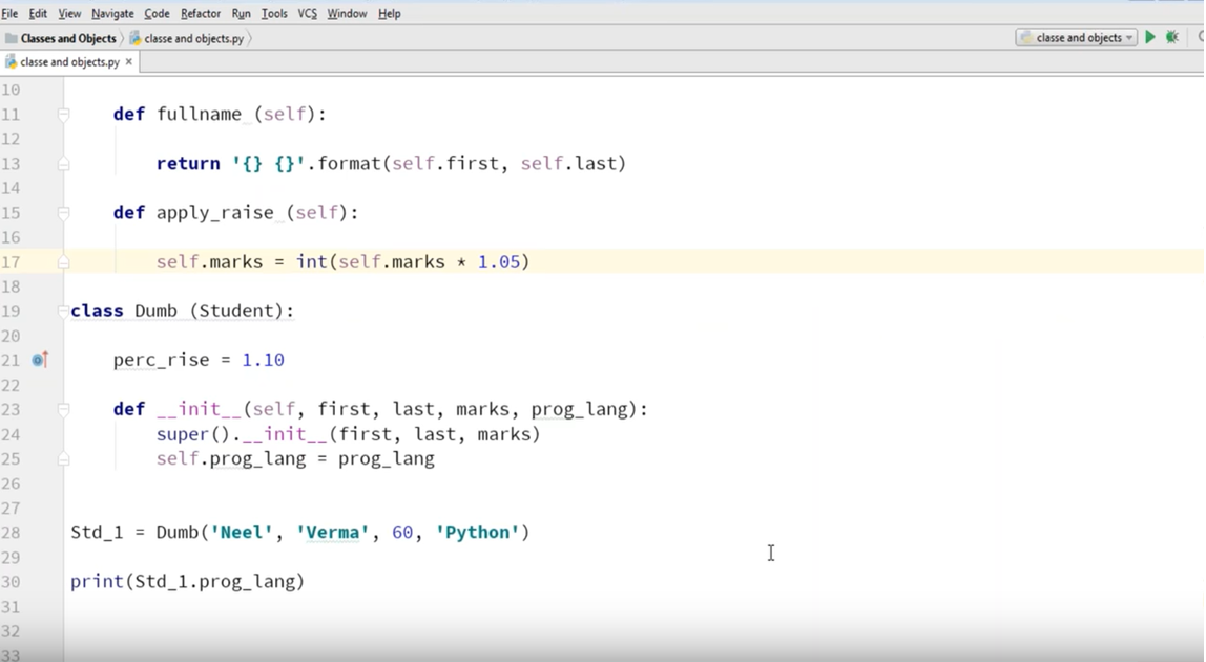 File Edit View Navigate Code Refactor Run Tools VCS Window Help
Classes and Objects classe and objects.py classe and objects
classe and objects.py ×
10
11 def fullname (self):
12
13 return '{} {}'.format(self.first, self.last)
14
15 def apply_raise (self):
16
17 self.marks = int(self.marks * 1.05)
18
19 class Dumb (Student):
20
21 perc_rise = 1.10
22
23 def __init__(self, first, last, marks, prog_lang):
24 super().__init__(first, last, marks)
25 self.prog_lang = prog_lang
26
27
28 Std_1 = Dumb('Neel', "Verma", 60, 'Python')
29
30 print(Std_1.prog_lang)
31
32
33